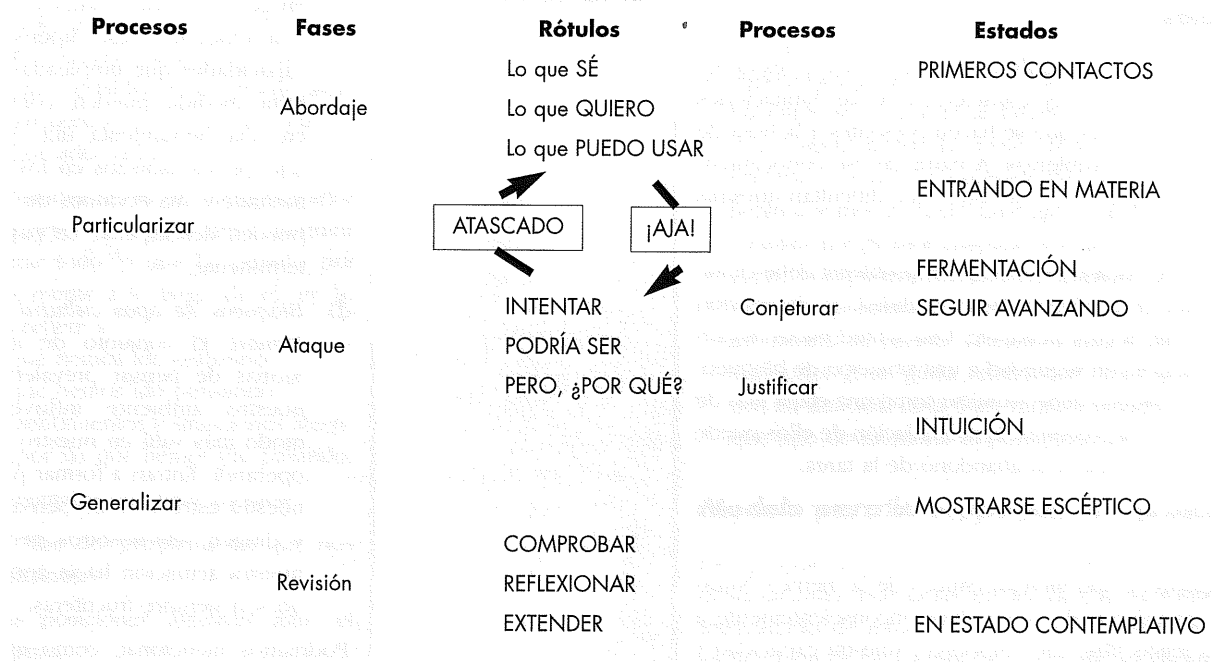 Procesos Fases Rótulos Procesos Estados
Lo que SÉ PRIMEROS CONTACTOS
Abordaje Lo que QUIERO
Lo que PUEDO USAR
ENTRANDO EN MATERIA
Particularizar ATASCADO ¡AJA!
FERMENTACIÓN
INTENTAR Conjeturar SEGUIR AVANZANDO
Ataque PODRÍA SER
PERO, ¿POR QUÉ? Justificar
INTUICIÓN
Generalizar MOSTRARSE ESCÉPTICO
COMPROBAR
Revisión REFLEXIONAR
EXTENDER EN ESTADO CONTEMPLATIVO